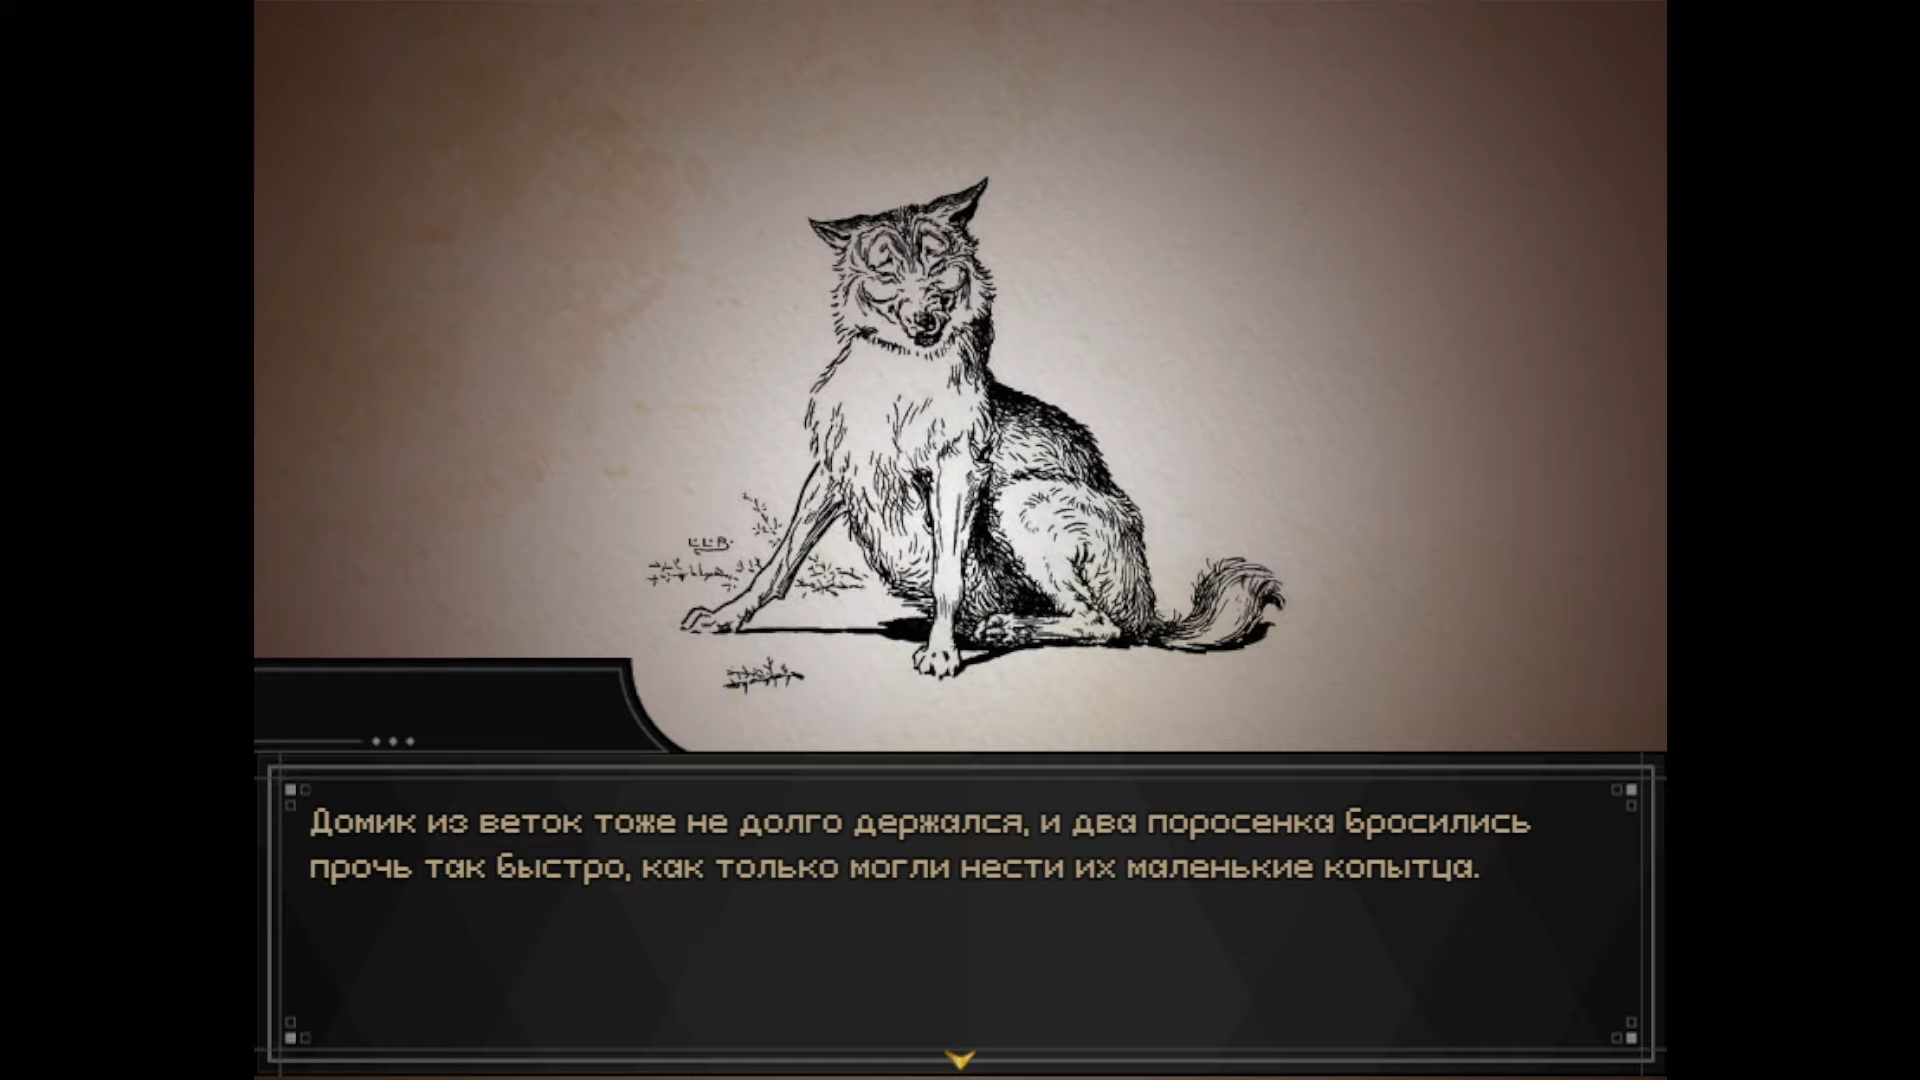 L.L.B.
Домик из веток тоже не долго держался, и два поросенка бросились
прочь так быстро, как только могли нести их маленькие копытца.